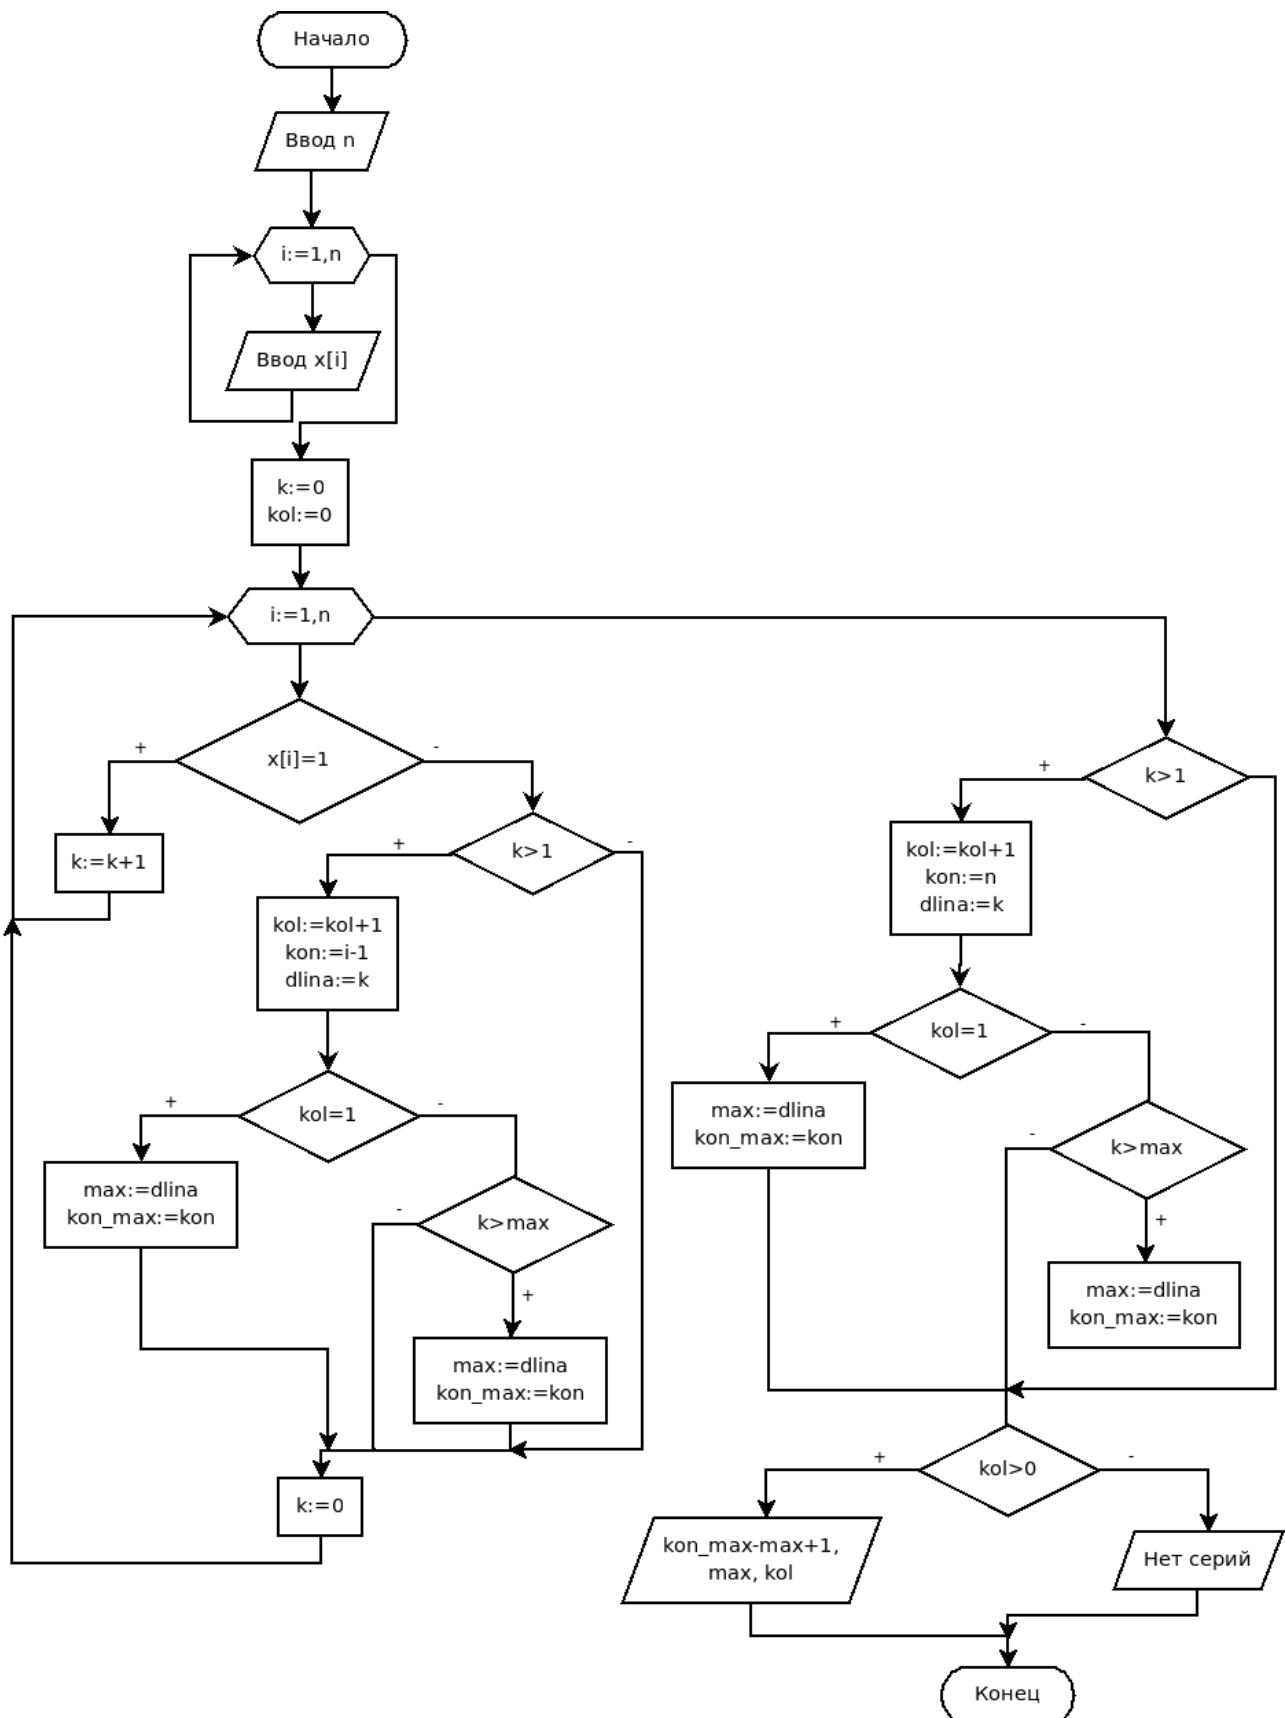 Начало
Ввод n
i:=1,n
Ввод x[i]
k:=0
kol:=0
i:=1,n
x[i]=1
+
-
k:=k+1
k>1
+
-
kol:=kol+1
kon:=i-1
dlina:=k
kol=1
+
-
max:=dlina
kon_max:=kon
k>max
-
+
max:=dlina
kon_max:=kon
k:=0
k>1
+
kol:=kol+1
kon:=n
dlina:=k
kol=1
+
-
max:=dlina
kon_max:=kon
k>max
-
+
max:=dlina
kon_max:=kon
kol>0
+
-
kon_max-max+1,
max, kol
Нет серий
Конец